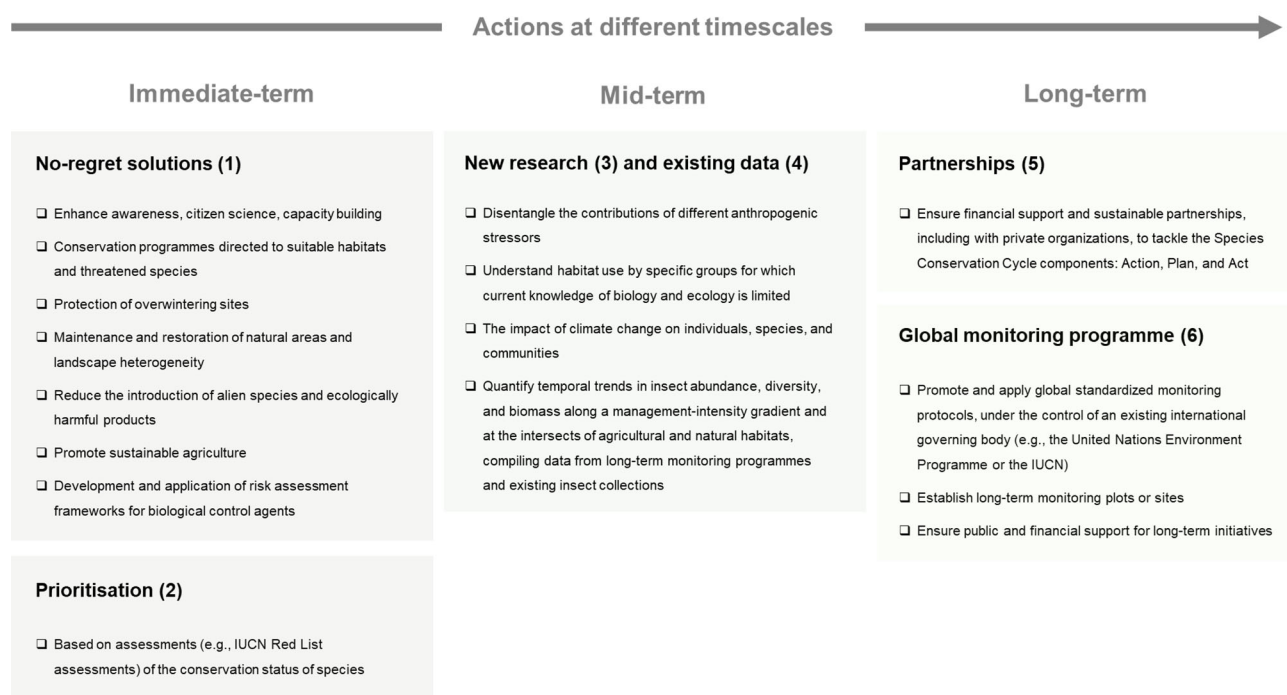 Actions at different timescales
Immediate-term
Mid-term
Long-term
No-regret solutions (1)
❑ Enhance awareness, citizen science, capacity building
❑ Conservation programmes directed to suitable habitats
and threatened species
❑ Protection of overwintering sites
❑ Maintenance and restoration of natural areas and
landscape heterogeneity
❑ Reduce the introduction of alien species and ecologically
harmful products
❑ Promote sustainable agriculture
❑ Development and application of risk assessment
frameworks for biological control agents
Prioritisation (2)
❑ Based on assessments (e.g., IUCN Red List
assessments) of the conservation status of species
New research (3) and existing data (4)
❑ Disentangle the contributions of different anthropogenic
stressors
❑ Understand habitat use by specific groups for which
current knowledge of biology and ecology is limited
❑ The impact of climate change on individuals, species, and
communities
❑ Quantify temporal trends in insect abundance, diversity,
and biomass along a management-intensity gradient and
at the intersects of agricultural and natural habitats,
compiling data from long-term monitoring programmes
and existing insect collections
Partnerships (5)
❑ Ensure financial support and sustainable partnerships,
including with private organizations, to tackle the Species
Conservation Cycle components: Action, Plan, and Act
Global monitoring programme (6)
❑ Promote and apply global standardized monitoring
protocols, under the control of an existing international
governing body (e.g., the United Nations Environment
Programme or the IUCN)
❑ Establish long-term monitoring plots or sites
❑ Ensure public and financial support for long-term initiatives